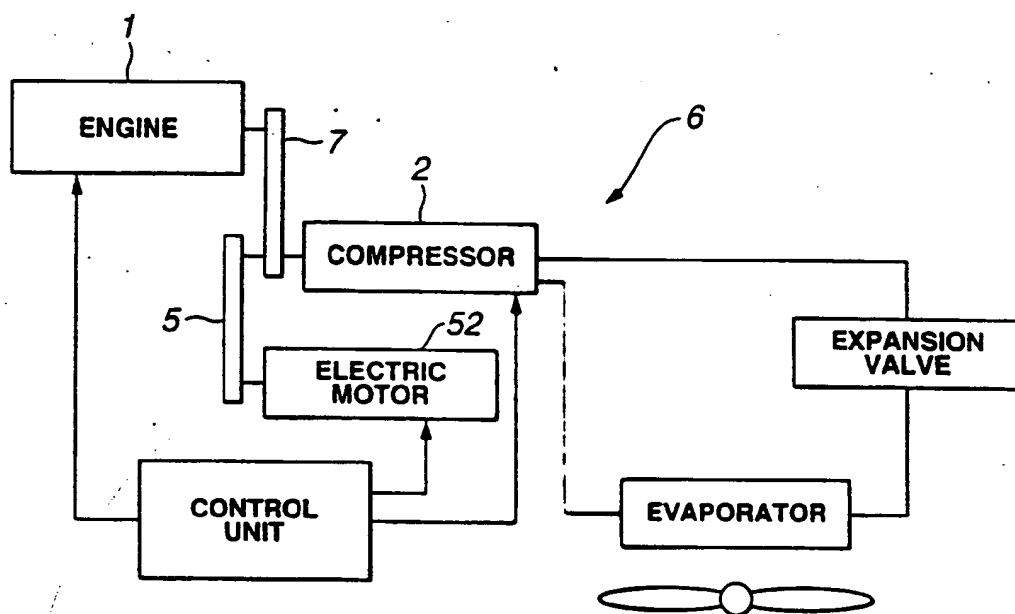 1
ENGINE
7
6
2
COMPRESSOR
5
52
ELECTRIC
MOTOR
EXPANSION
VALVE
CONTROL
UNIT
EVAPORATOR